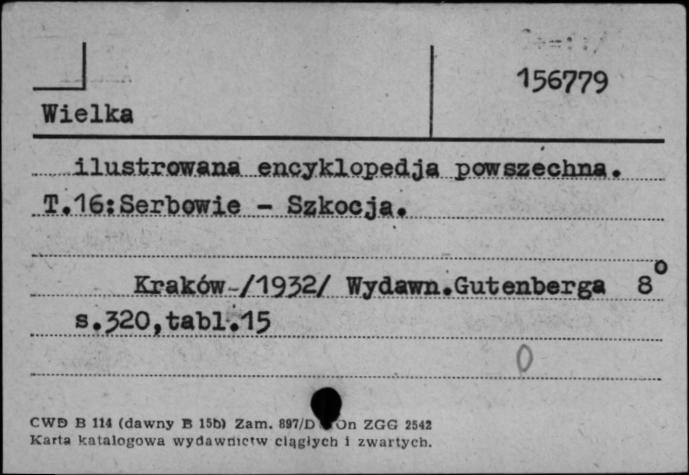 156779
Wielka
ilustrowana encyklopedja powszechna.
T.16:Serbowie - Szkocja.
Kraków-/1932/ Wydawn.Gutenberga 8°
s.320,tabl.15
0
CWD B 114 (dawny B 15b) Zam. 897/D On ZGG 2542
Karta katalogowa wydawnictw ciągłych i zwartych.